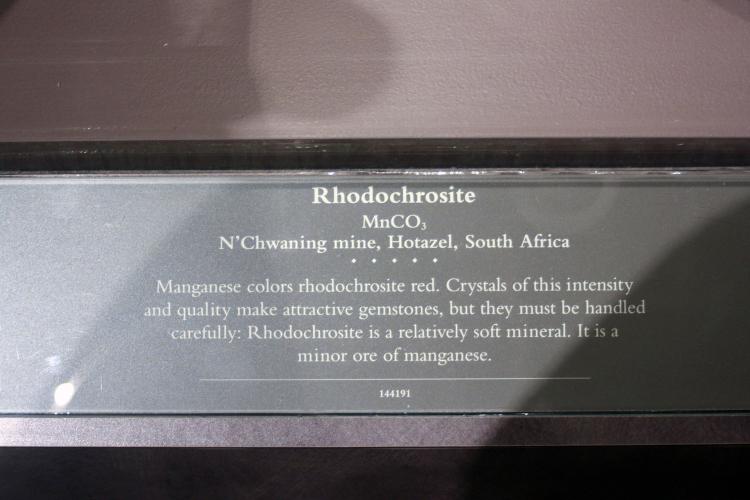 Rhodochrosite
MnCO₃
N'Chwaning mine, Hotazel, South Africa
Manganese colors rhodochrosite red. Crystals of this intensity
and quality make attractive gemstones, but they must be handled
carefully: Rhodochrosite is a relatively soft mineral. It is a
minor ore of manganese.
144191